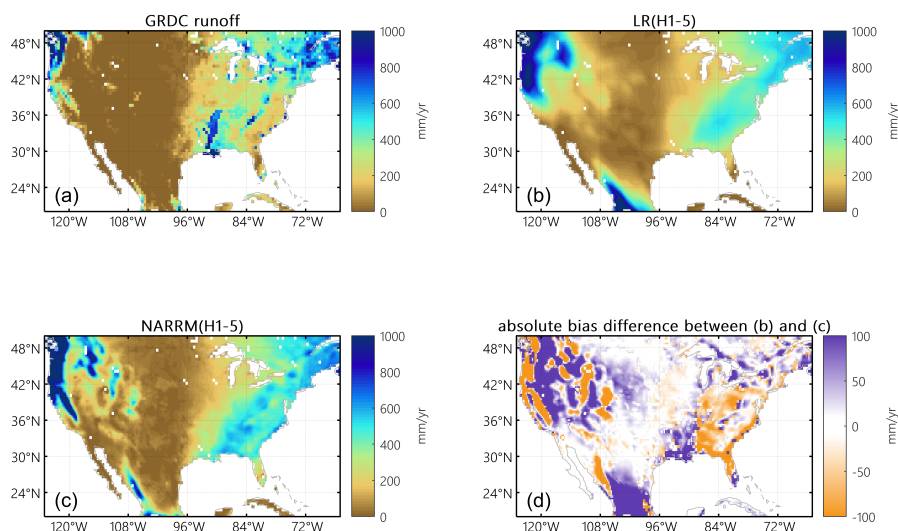 GRDC runoff
48°N
42°N
36°N
30°N
24°N
(a)
120°W 108°W 96°W 84°W 72°W
1000
800
600
400
200
0
mm/yr
LR(H1-5)
48°N
42°N
36°N
30°N
24°N
(b)
120°W 108°W 96°W 84°W 72°W
1000
800
600
400
200
0
mm/yr
NARRM(H1-5)
48°N
42°N
36°N
30°N
24°N
(c)
120°W 108°W 96°W 84°W 72°W
1000
800
600
400
200
0
mm/yr
absolute bias difference between (b) and (c)
48°N
42°N
36°N
30°N
24°N
(d)
120°W 108°W 96°W 84°W 72°W
100
50
0
-50
-100
mm/yr